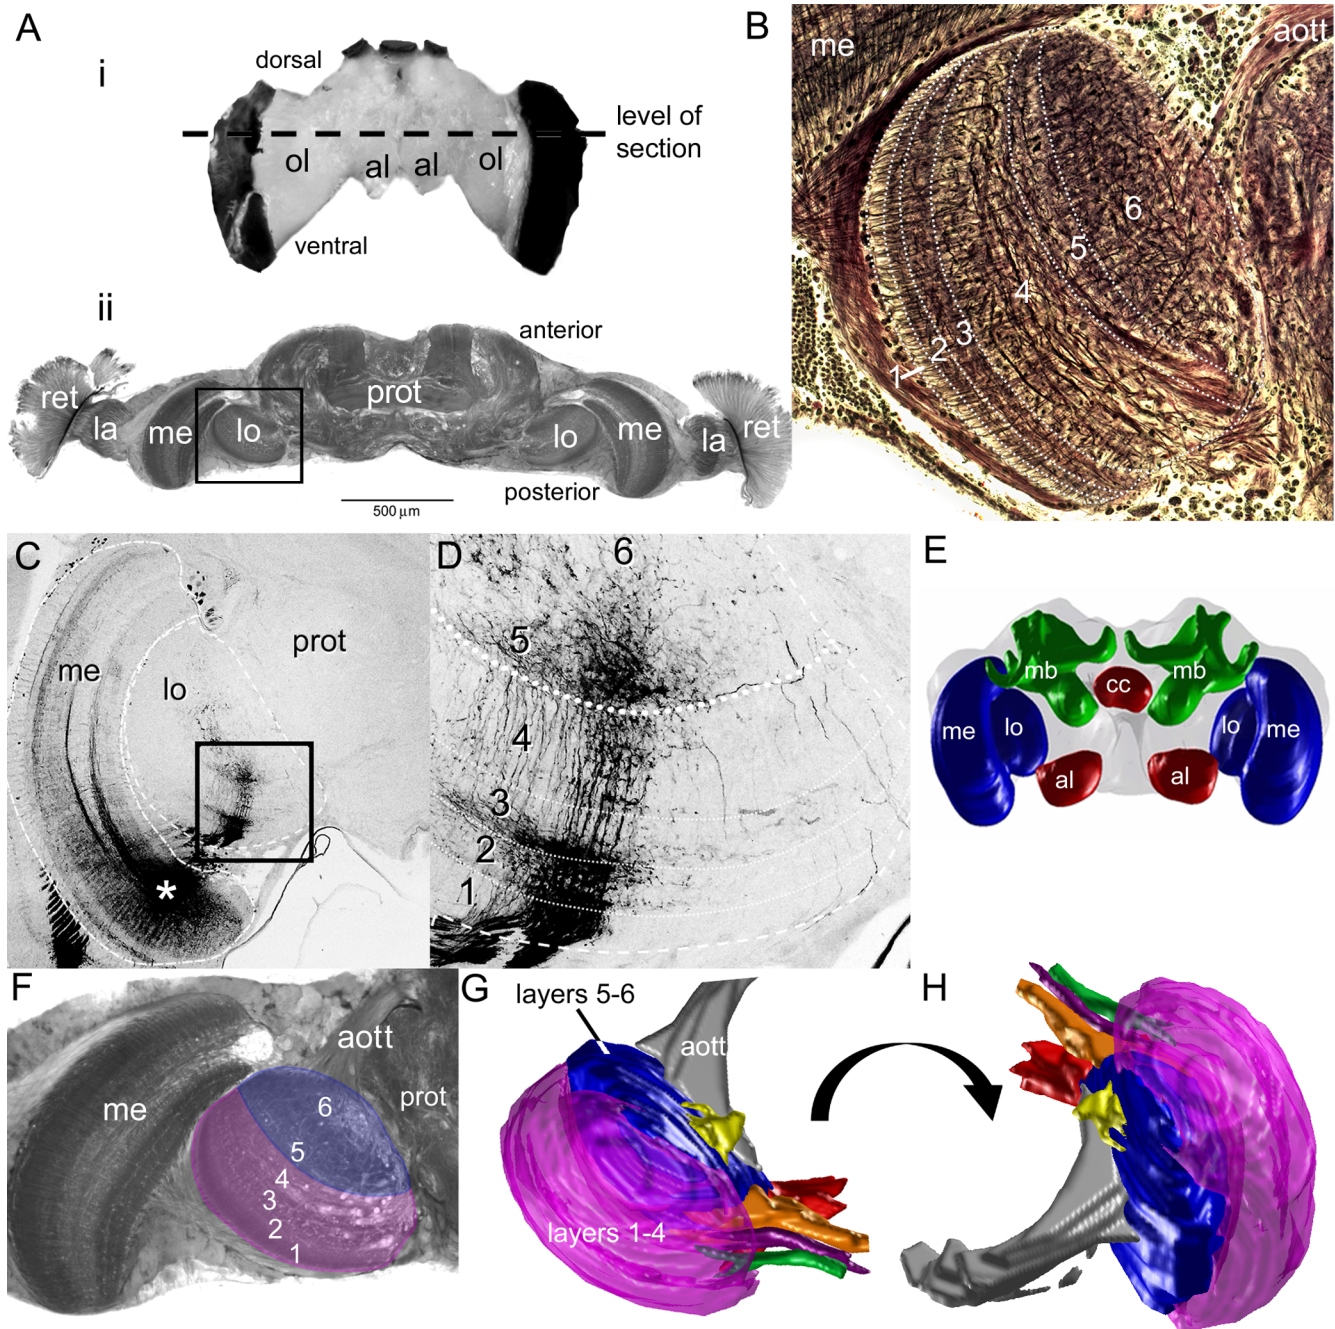 A
i
dorsal
level of
section
ol
al
al
ol
ventral
ii
anterior
ret
la
me
lo
prot
lo
me
la
ret
posterior
500 µm
B
me
aott
6
5
4
3
2
1
C
me
lo
prot
*
D
6
5
4
3
2
1
E
mb
mb
cc
me
lo
lo
me
al
al
F
aott
me
prot
6
5
4
3
2
1
G
layers 5-6
aott
layers 1-4
H